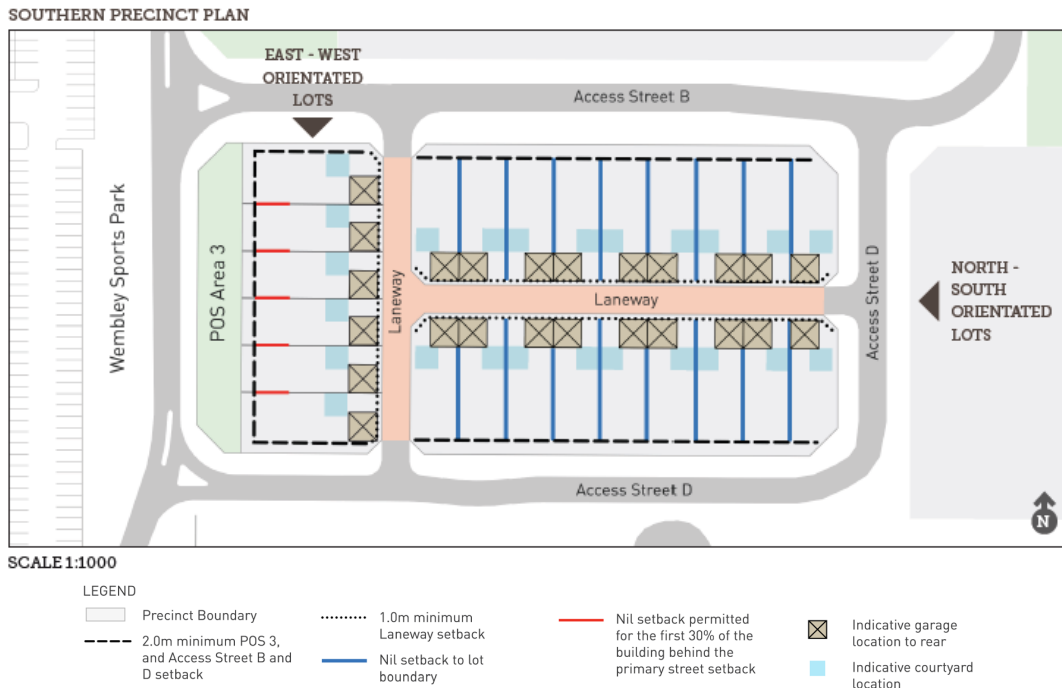 SOUTHERN PRECINCT PLAN
EAST - WEST
ORIENTATED
LOTS
Access Street B
Wembley Sports Park
POS Area 3
Laneway
Laneway
Access Street D
NORTH -
SOUTH
ORIENTATED
LOTS
Access Street D
N
SCALE 1:1000
LEGEND
Precinct Boundary
2.0m minimum POS 3,
and Access Street B and
D setback
1.0m minimum
Laneway setback
Nil setback to lot
boundary
Nil setback permitted
for the first 30% of the
building behind the
primary street setback
Indicative garage
location to rear
Indicative courtyard
location